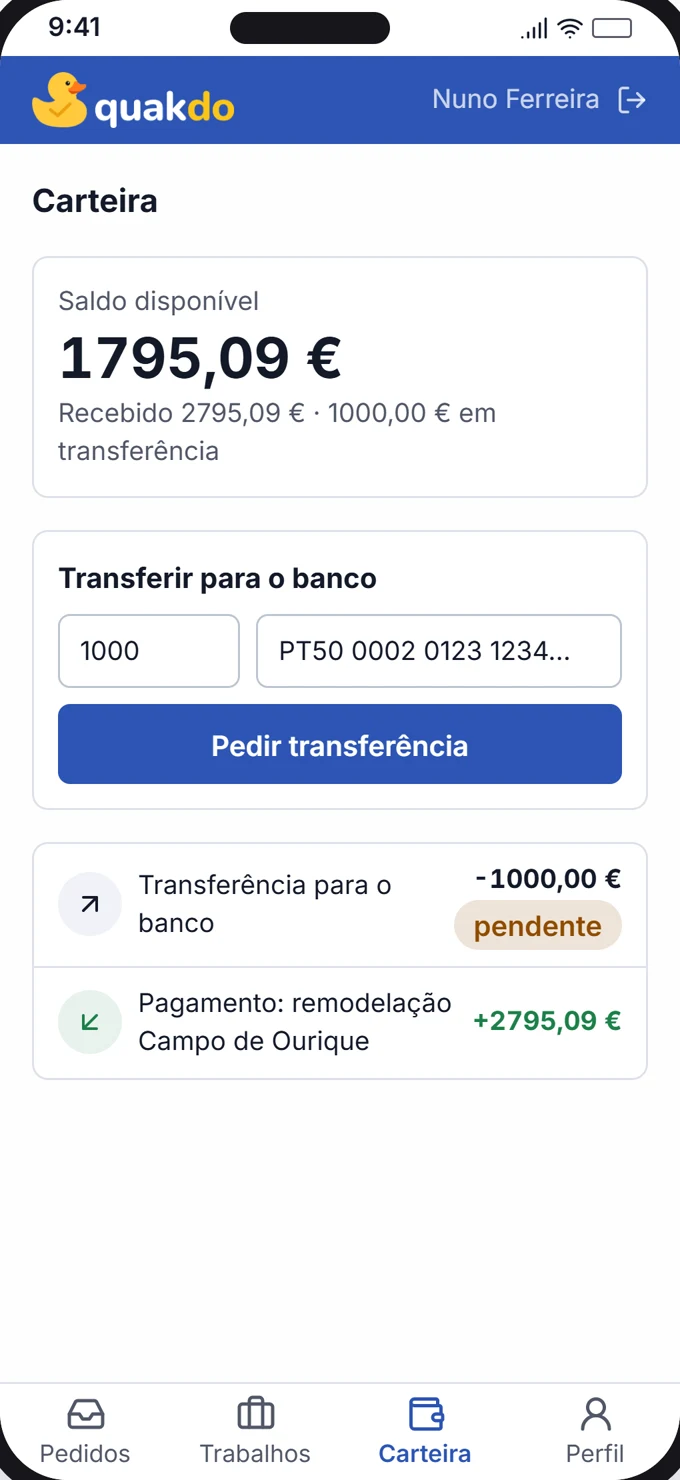 9:41
quakdo
Nuno Ferreira
Carteira
Saldo disponível
1795,09 €
Recebido 2795,09 € · 1000,00 € em
transferência
Transferir para o banco
1000
PT50 0002 0123 1234...
Pedir transferência
Transferência para o
banco
-1000,00 €
pendente
Pagamento: remodelação
Campo de Ourique
+2795,09 €
Pedidos
Trabalhos
Carteira
Perfil